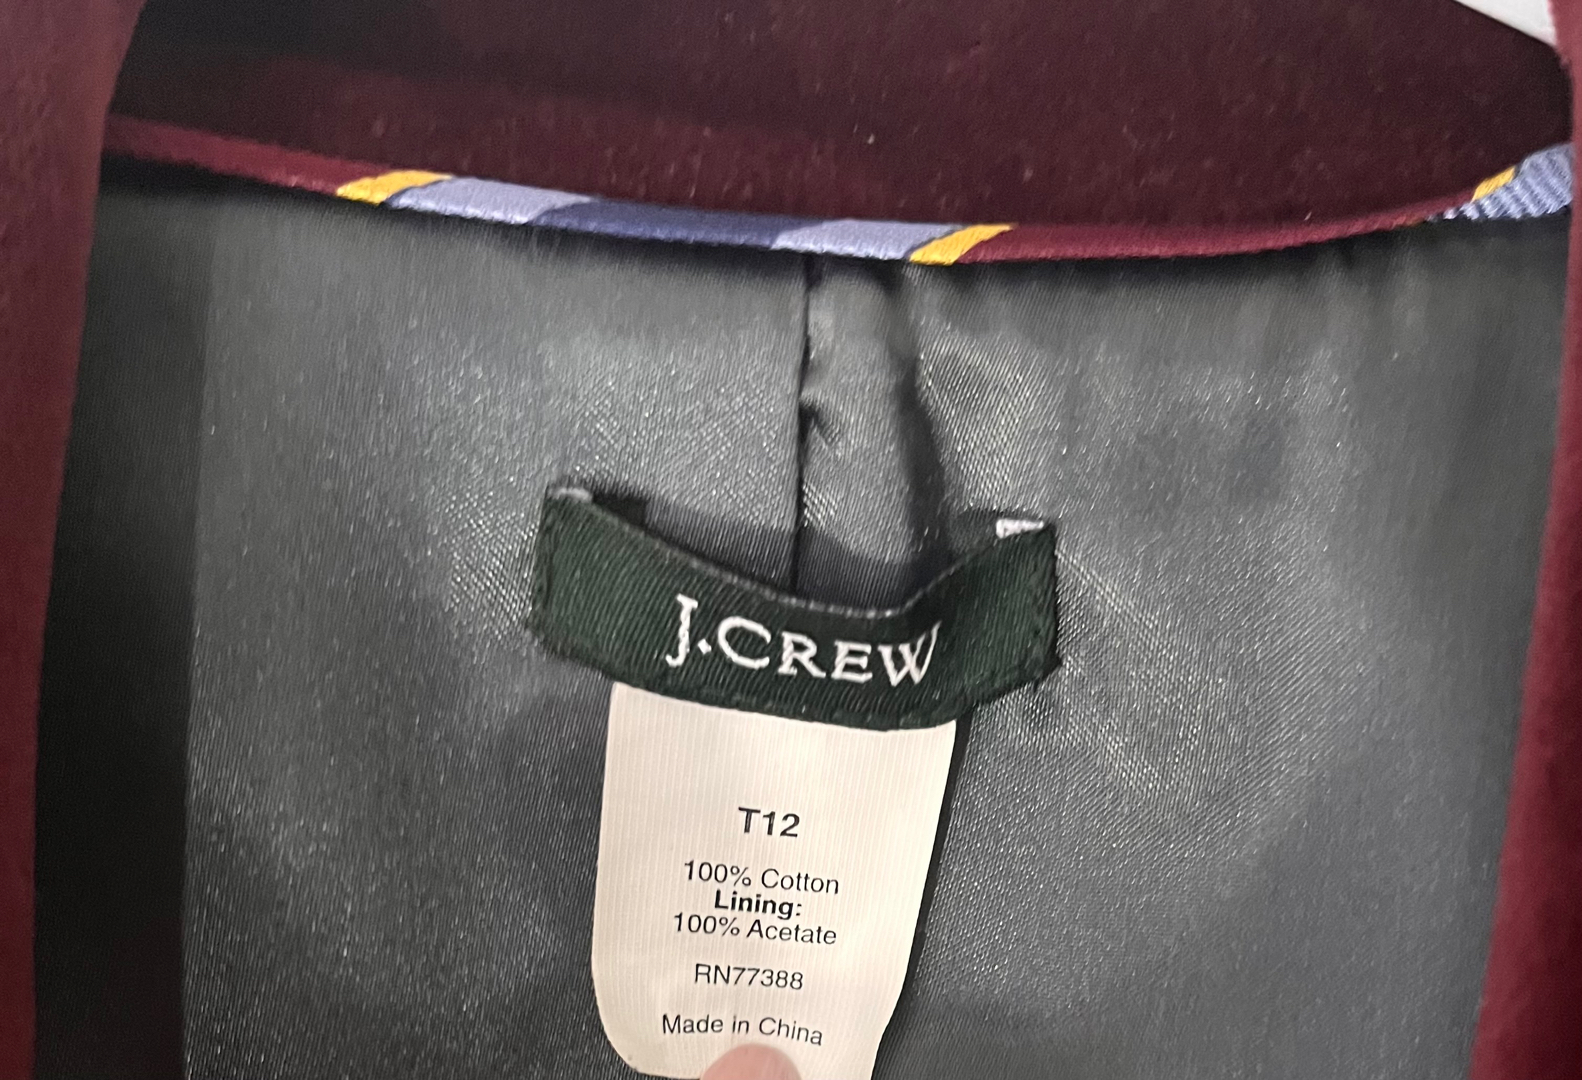 J.CREW
T12
100% Cotton
Lining:
100% Acetate
RN77388
Made in China